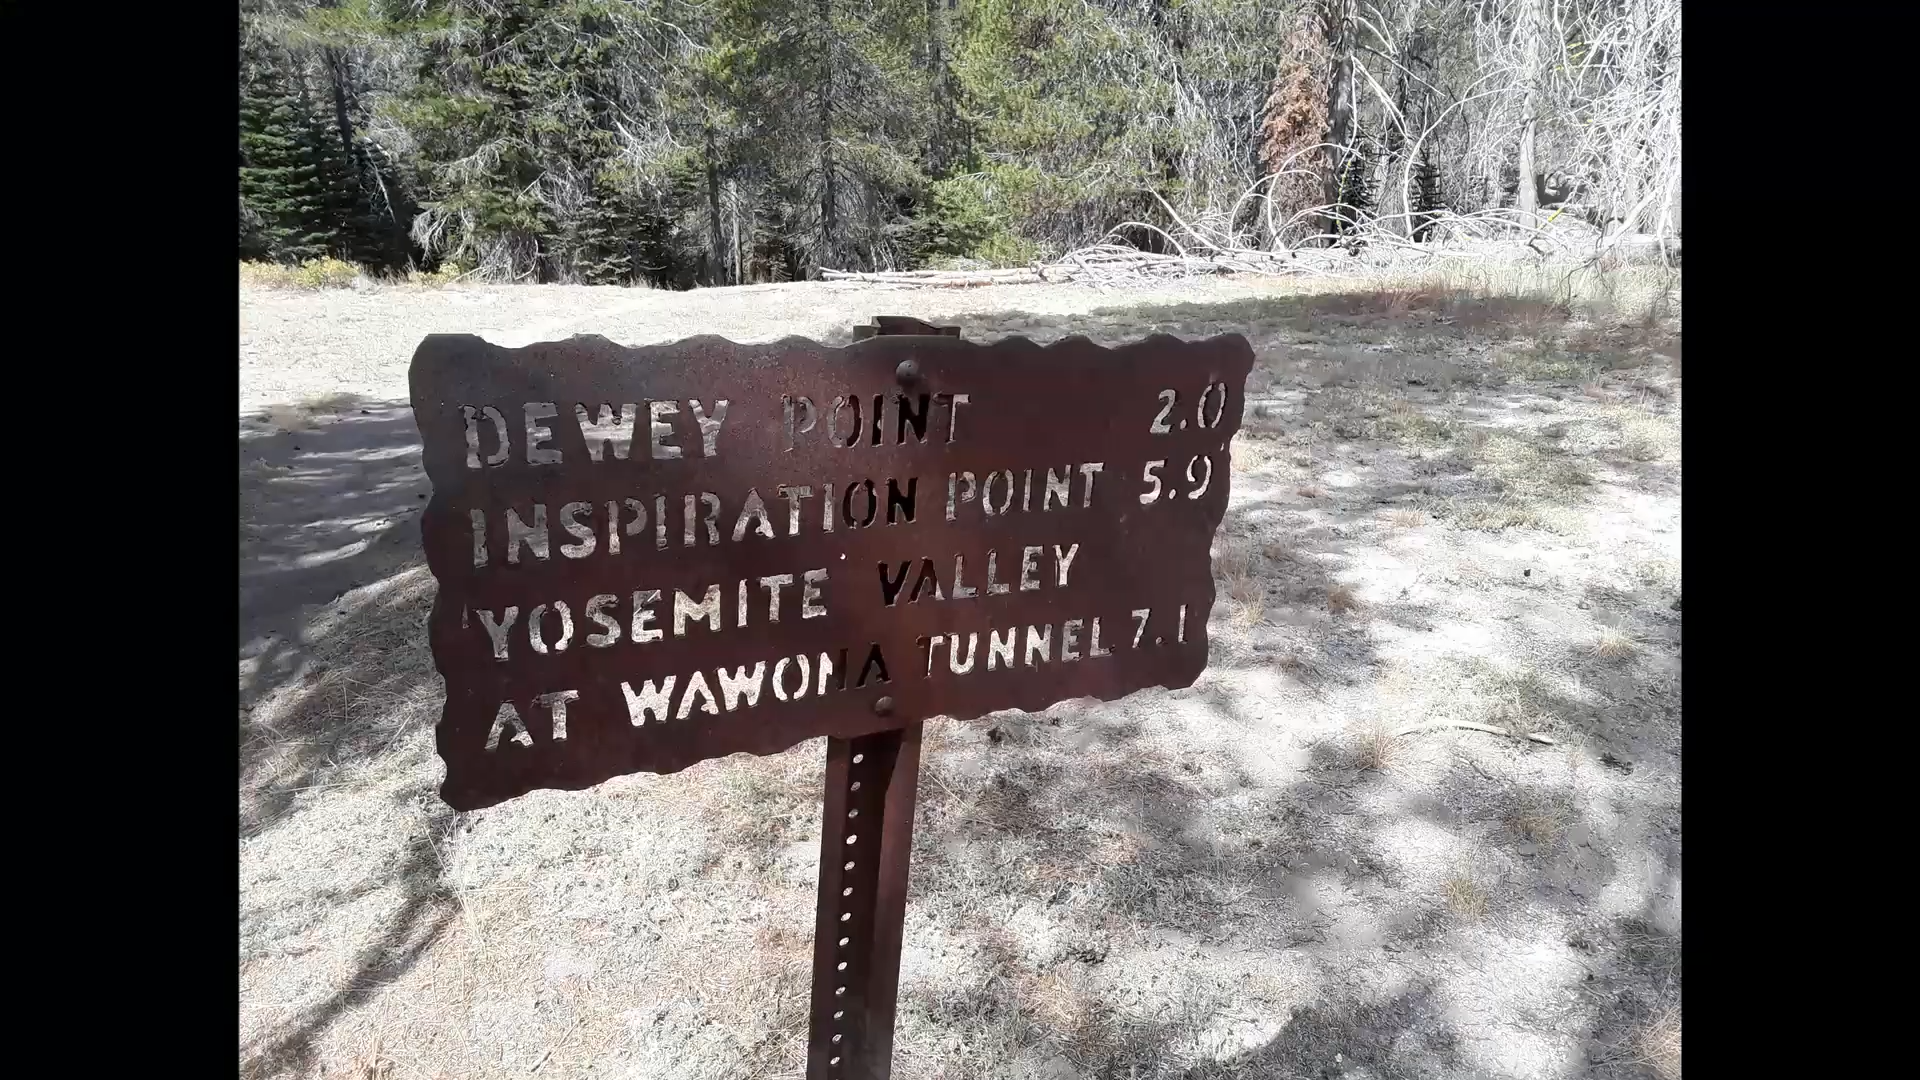 DEWEY POINT 2.0
INSPIRATION POINT 5.9
YOSEMITE VALLEY
AT WAWONA TUNNEL 7.1